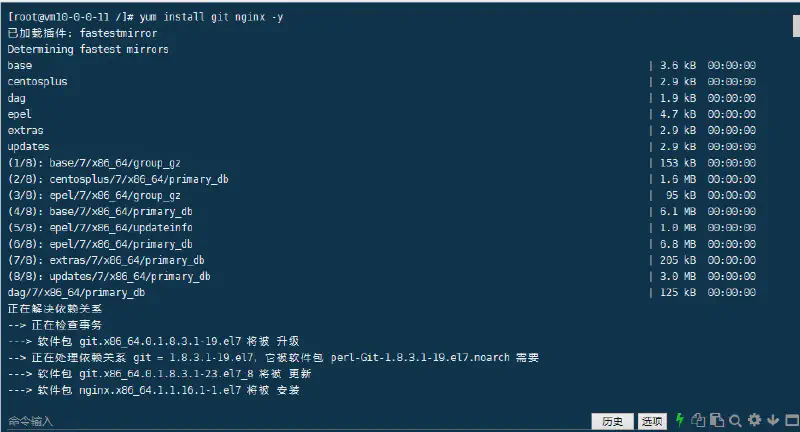 [root@vm10-0-0-11 /]# yum install git nginx -y
已加载插件：fastestmirror
Determining fastest mirrors
base | 3.6 kB 00:00:00
centosplus | 2.9 kB 00:00:00
dag | 1.9 kB 00:00:00
epel | 4.7 kB 00:00:00
extras | 2.9 kB 00:00:00
updates | 2.9 kB 00:00:00
(1/8): base/7/x86_64/group_gz | 153 kB 00:00:00
(2/8): centosplus/7/x86_64/primary_db | 1.6 MB 00:00:00
(3/8): epel/7/x86_64/group_gz | 95 kB 00:00:00
(4/8): base/7/x86_64/primary_db | 6.1 MB 00:00:00
(5/8): epel/7/x86_64/updateinfo | 1.0 MB 00:00:00
(6/8): epel/7/x86_64/primary_db | 6.8 MB 00:00:00
(7/8): extras/7/x86_64/primary_db | 205 kB 00:00:00
(8/8): updates/7/x86_64/primary_db | 3.0 MB 00:00:00
dag/7/x86_64/primary_db | 125 kB 00:00:00
正在解决依赖关系
--> 正在检查事务
---> 软件包 git.x86_64.0.1.8.3.1-19.el7 将被 升级
--> 正在处理依赖关系 git = 1.8.3.1-19.el7，它被软件包 perl-Git-1.8.3.1-19.el7.noarch 需要
---> 软件包 git.x86_64.0.1.8.3.1-23.el7_8 将被 更新
---> 软件包 nginx.x86_64.1.1.16.1-1.el7 将被 安装
命令输入 历史 选项